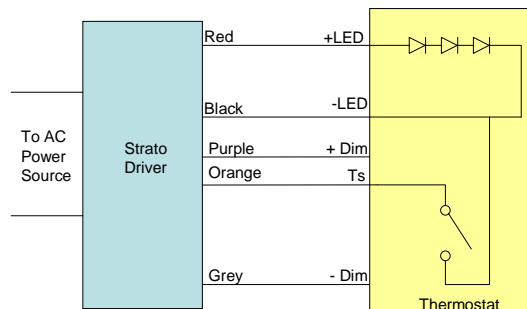 Red +LED
Black -LED
To AC
Power
Source
Strato
Driver
Purple + Dim
Orange Ts
Grey - Dim
Thermostat